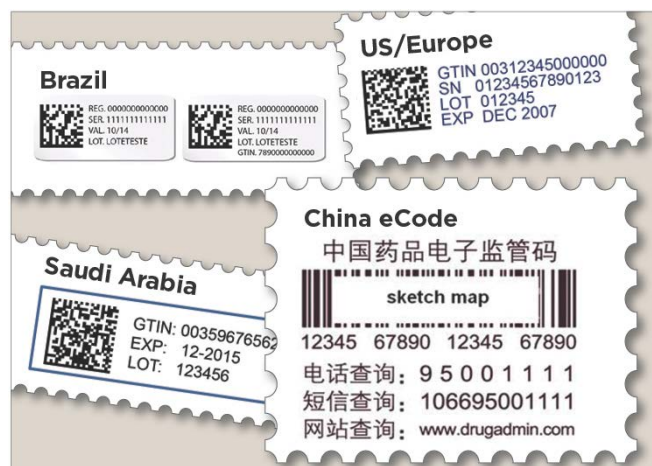 Brazil
REG. 0000000000000
SER. 1111111111111
VAL. 10/14
LOT. LOTETESTE
REG. 0000000000000
SER. 1111111111111
VAL. 10/14
LOT. LOTETESTE
GTIN. 7890000000000
US/Europe
GTIN 00312345000000
SN 01234567890123
LOT 012345
EXP DEC 2007
Saudi Arabia
GTIN: 00359676562
EXP: 12-2015
LOT: 123456
China eCode
中国药品电子监管码
sketch map
12345 67890 12345 67890
电话查询：95001111
短信查询：106695001111
网站查询：www.drugadmin.com